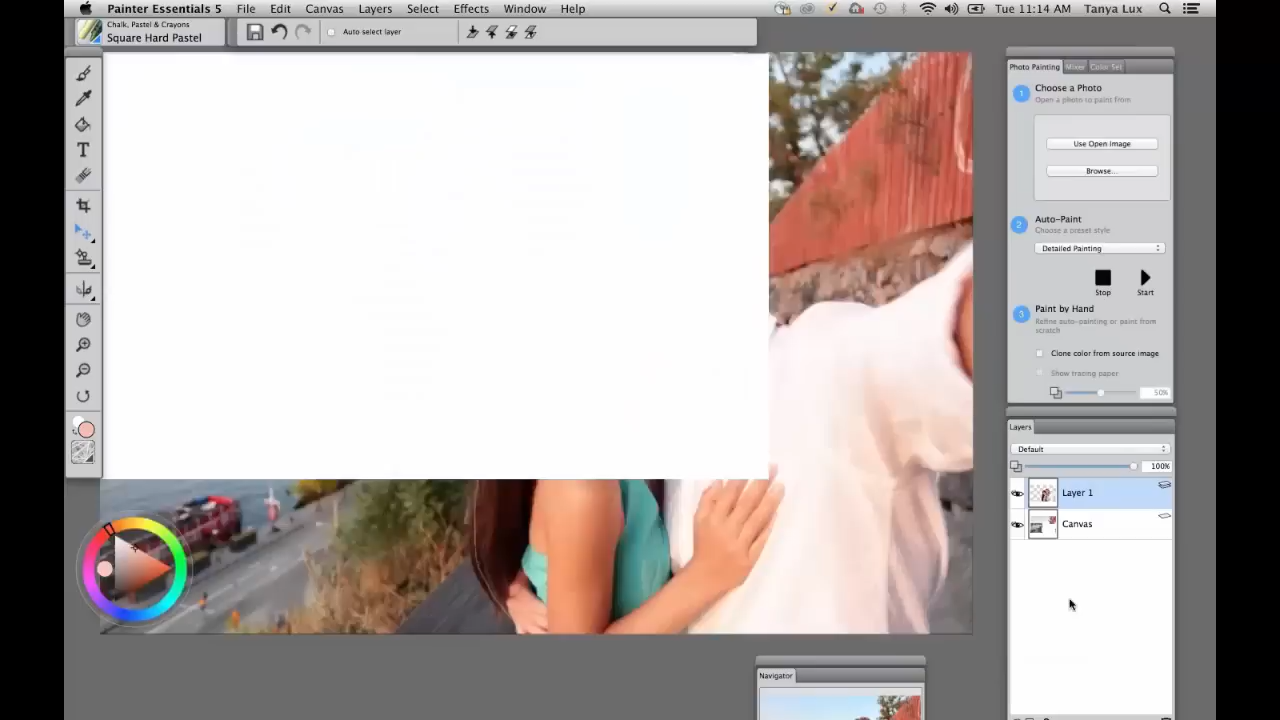 Painter Essentials 5 File Edit Canvas Layers Select Effects Window Help Tue 11:14 AM Tanya Lux
Chalk, Pastel & Crayons
Square Hard Pastel
Auto select layer
Photo Painting Mixer Color Set
1 Choose a Photo
Open a photo to paint from
Use Open Image
Browse...
2 Auto-Paint
Choose a preset style
Detailed Painting
Stop Start
3 Paint by Hand
Refine auto-painting or paint from
scratch
Clone color from source image
Show tracing paper
50%
Layers
Default
100%
Layer 1
Canvas
Navigator